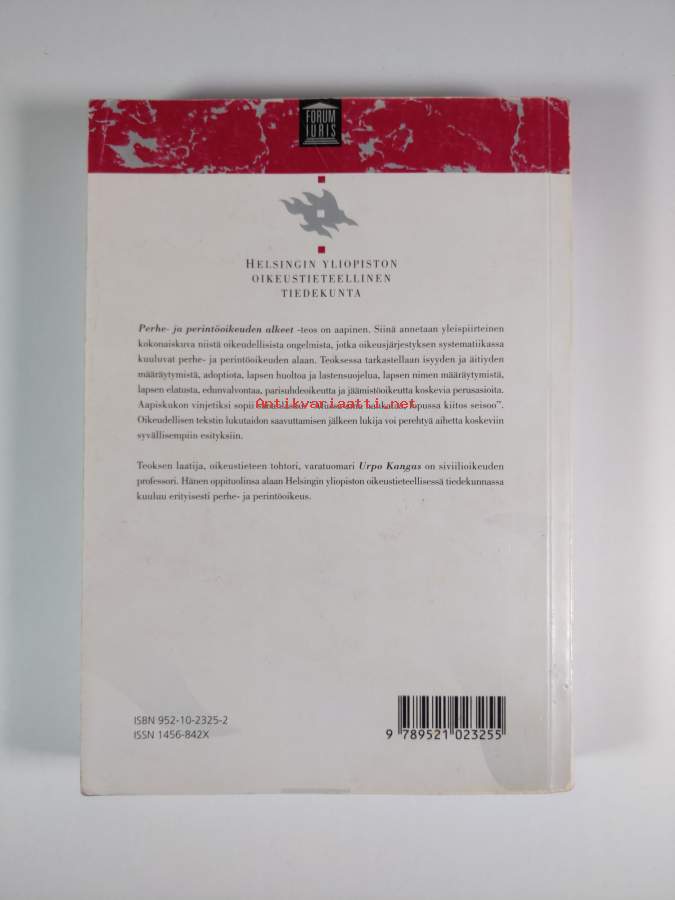 FORUM
IURIS
HELSINGIN YLIOPISTON
OIKEUSTIETEELLINEN
TIEDEKUNTA
Perhe- ja perintöoikeuden alkeet -teos on aapinen. Siinä annetaan yleispiirteinen
kokonaiskuva niistä oikeudellisista ongelmista, jotka oikeusjärjestyksen systematiikassa
kuuluvat perhe- ja perintöoikeuden alaan. Teoksessa tarkastellaan isyyden ja äitiyden
määräytymistä, adoptiota, lapsen huoltoa ja lastensuojelua, lapsen nimen määräytymistä,
lapsen elatusta, edunvalvontaa, parisuhdeoikeutta ja jäämistöoikeutta koskevia perusasioita.
Aapiskukon vinjetiksi sopii lopussa kiitos seisoo".
Antikvariaatti.net
Oikeudellisen tekstin lukutaidon saavuttamisen jälkeen lukija voi perehtyä aihetta koskeviin
syvällisempiin esityksiin.
Teoksen laatija, oikeustieteen tohtori, varatuomari Urpo Kangas on siviilioikeuden
professori. Hänen oppituolinsa alaan Helsingin yliopiston oikeustieteellisessä tiedekunnassa
kuuluu erityisesti perhe- ja perintöoikeus.
ISBN 952-10-2325-2
ISSN 1456-842X
9 789521 023255